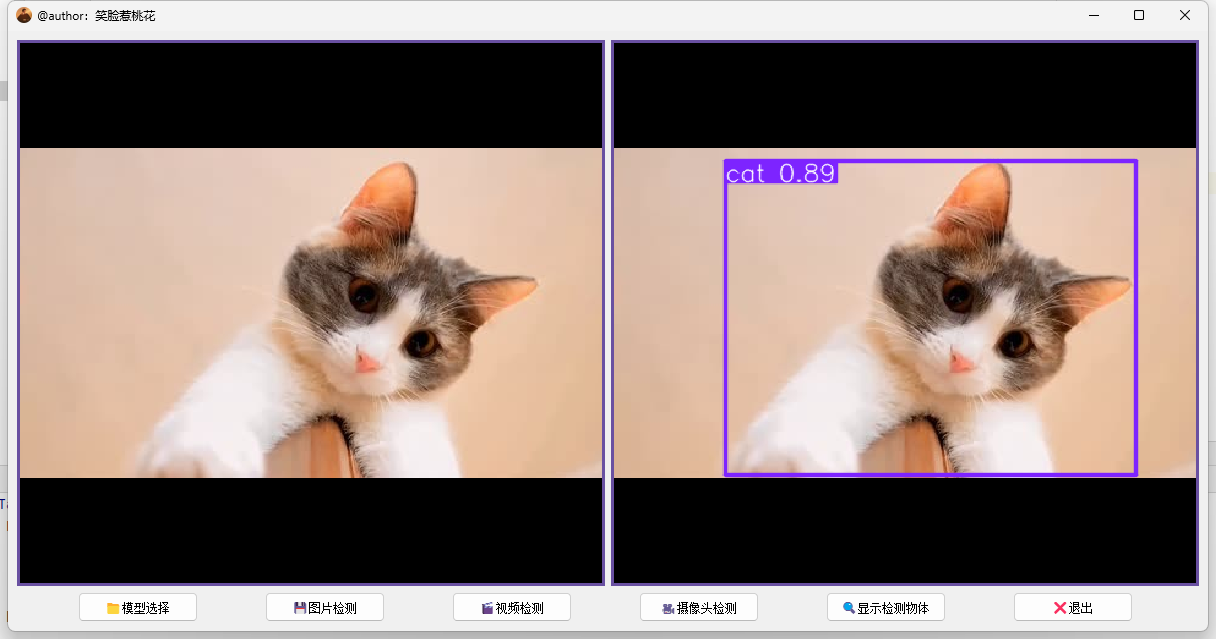 @author：笑脸惹桃花
cat 0.89
模型选择
图片检测
视频检测
摄像头检测
显示检测物体
退出